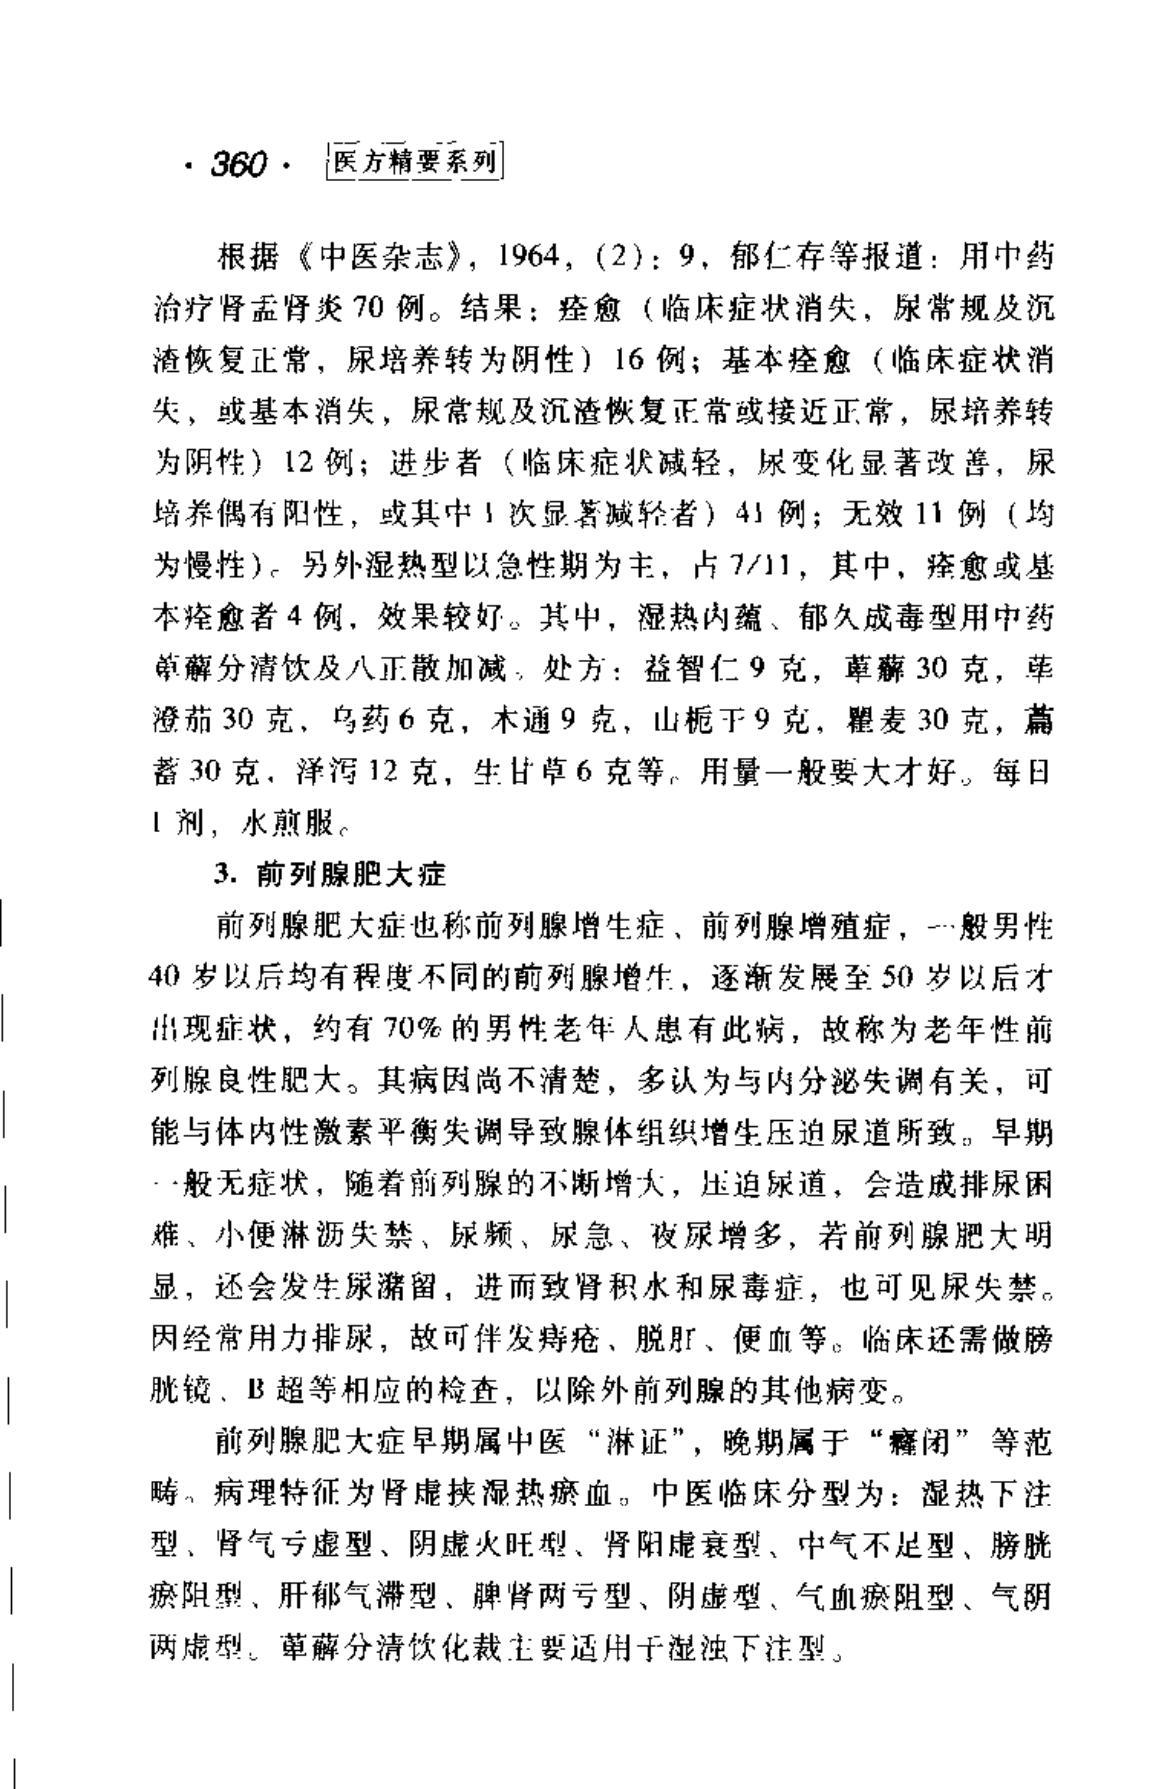 · 360 · 医方精要系列
根据《中医杂志》，1964，（2）：9，郁仁存等报道：用中药
治疗肾盂肾炎 70 例。结果：痊愈（临床症状消失，尿常规及沉
渣恢复正常，尿培养转为阴性）16 例；基本痊愈（临床症状消
失，或基本消失，尿常规及沉渣恢复正常或接近正常，尿培养转
为阴性）12 例；进步者（临床症状减轻，尿变化显著改善，尿
培养偶有阳性，或其中 1 次显著减轻者）41 例；无效 11 例（均
为慢性）。另外湿热型以急性期为主，占 7/11，其中，痊愈或基
本痊愈者 4 例，效果较好。其中，湿热内蕴、郁久成毒型用中药
萆薢分清饮及八正散加减。处方：益智仁 9 克，萆薢 30 克，荜
澄茄 30 克，乌药 6 克，木通 9 克，山栀子 9 克，瞿麦 30 克，萹
蓄 30 克，泽泻 12 克，生甘草 6 克等。用量一般要大才好。每日
1 剂，水煎服。
3. 前列腺肥大症
前列腺肥大症也称前列腺增生症、前列腺增殖症，一般男性
40 岁以后均有程度不同的前列腺增生，逐渐发展至 50 岁以后才
出现症状，约有 70% 的男性老年人患有此病，故称为老年性前
列腺良性肥大。其病因尚不清楚，多认为与内分泌失调有关，可
能与体内性激素平衡失调导致腺体组织增生压迫尿道所致。早期
一般无症状，随着前列腺的不断增大，压迫尿道，会造成排尿困
难、小便淋沥失禁、尿频、尿急、夜尿增多，若前列腺肥大明
显，还会发生尿潴留，进而致肾积水和尿毒症，也可见尿失禁。
因经常用力排尿，故可伴发痔疮、脱肛、便血等。临床还需做膀
胱镜、B 超等相应的检查，以除外前列腺的其他病变。
前列腺肥大症早期属中医“淋证”，晚期属于“癃闭”等范
畴。病理特征为肾虚挟湿热瘀血。中医临床分型为：湿热下注
型、肾气亏虚型、阴虚火旺型、肾阳虚衰型、中气不足型、膀胱
瘀阻型、肝郁气滞型、脾肾两亏型、阴虚型、气血瘀阻型、气阴
两虚型。萆薢分清饮化裁主要适用于湿浊下注型。